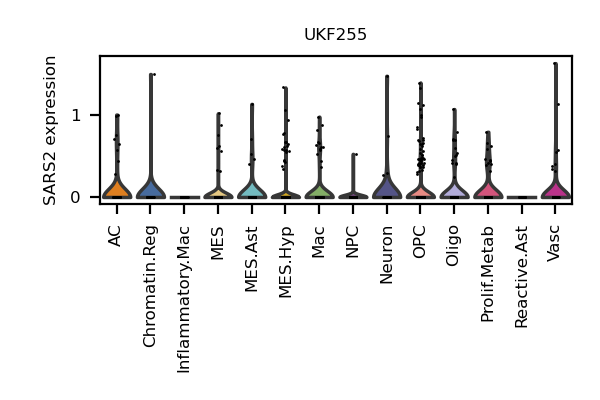 UKF255
SARS2 expression
1
0
AC
Chromatin.Reg
Inflammatory.Mac
MES
MES.Ast
MES.Hyp
Mac
NPC
Neuron
OPC
Oligo
Prolif.Metab
Reactive.Ast
Vasc